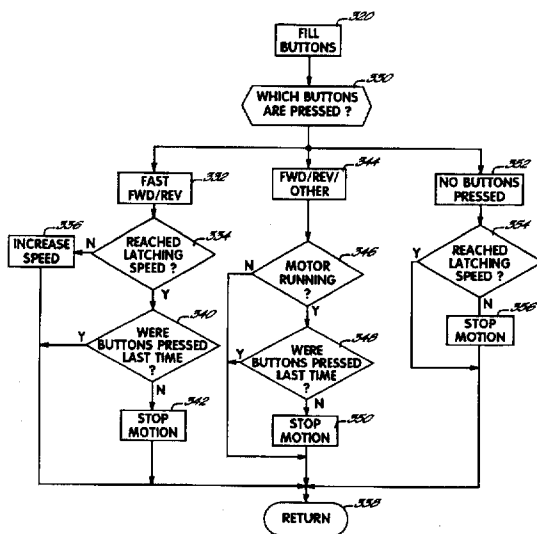 320
FILL
BUTTONS
330
WHICH BUTTONS
ARE PRESSED ?
332
FAST
FWD/REV
344
FWD/REV/
OTHER
352
NO BUTTONS
PRESSED
336
INCREASE
SPEED
N
334
REACHED
LATCHING
SPEED ?
Y
346
N
MOTOR
RUNNING
?
Y
354
Y
REACHED
LATCHING
SPEED ?
N
340
Y
WERE
BUTTONS PRESSED
LAST TIME
?
N
348
Y
WERE
BUTTONS PRESSED
LAST TIME
?
N
356
STOP
MOTION
342
STOP
MOTION
350
STOP
MOTION
338
RETURN